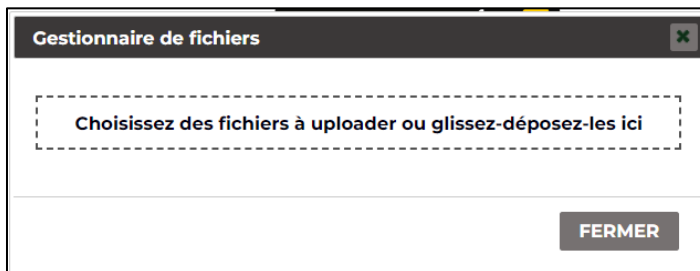 Gestionnaire de fichiers
Choisissez des fichiers à uploader ou glissez-déposez-les ici
FERMER